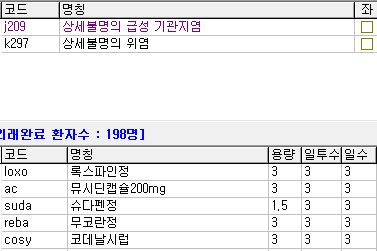 코드 명칭 좌
j209 상세불명의 급성 기관지염
k297 상세불명의 위염
외래완료 환자수 : 198명]
코드 명칭 용량 일투수 일수
loxo 록스파인정 3 3 3
ac 뮤시딘캡슐200mg 3 3 3
suda 슈다펜정 1.5 3 3
reba 무코란정 3 3 3
cosy 코데날시럽 3 3 3